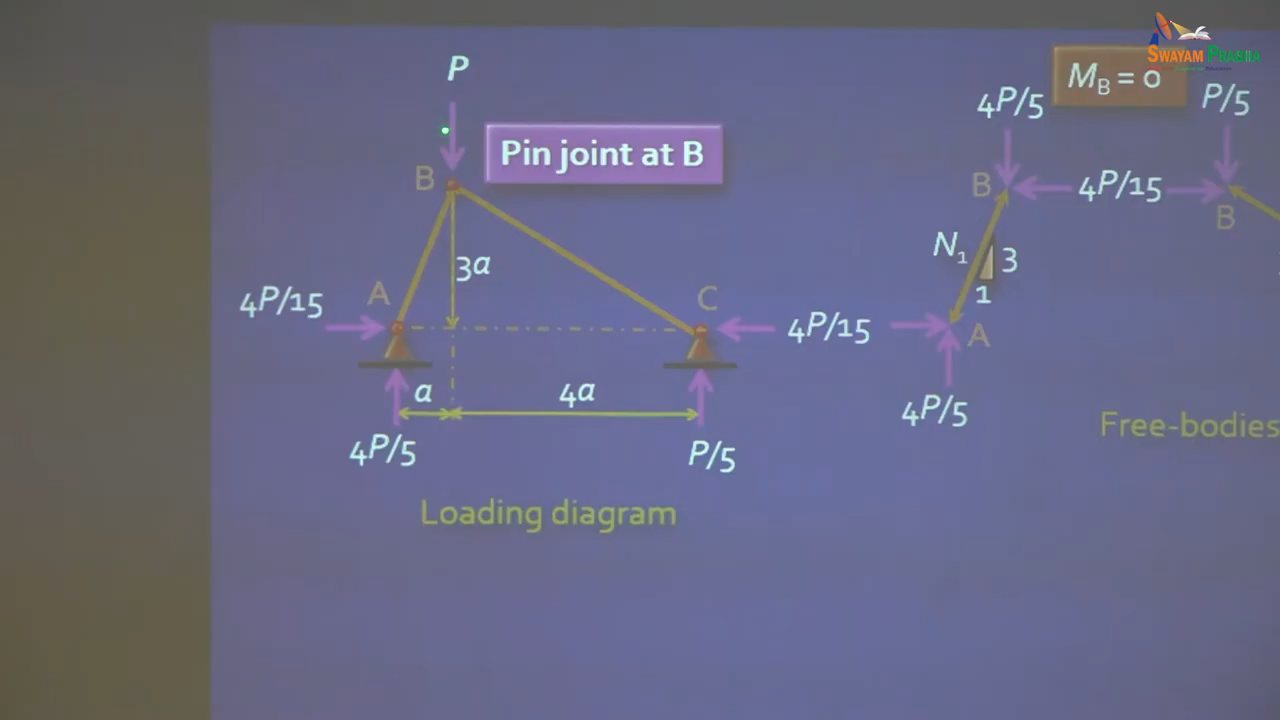 SWAYAM PRABHA
P
Pin joint at B
B
3a
A
C
4P/15
4P/15
a
4a
4P/5
P/5
Loading diagram
M_B = 0
4P/5
P/5
B
4P/15
B
N₁
3
1
A
4P/5
Free-bodies